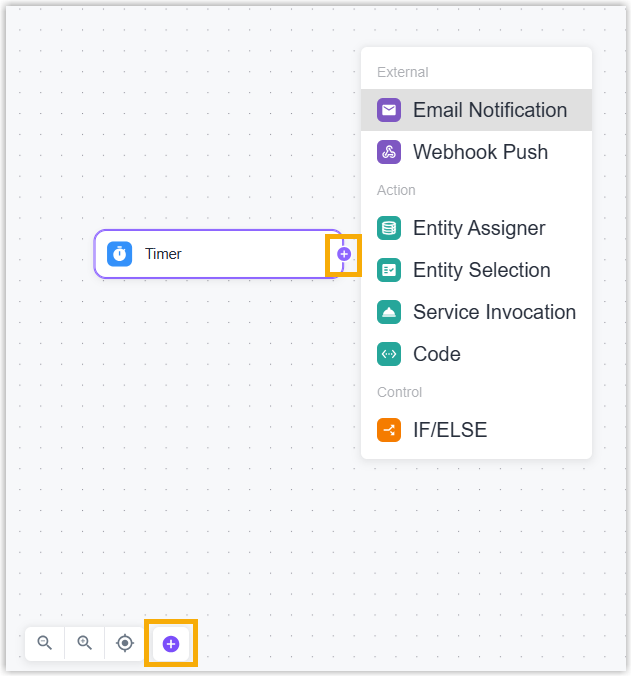 External
Email Notification
Webhook Push
Action
Timer
Entity Assigner
Entity Selection
Service Invocation
Code
Control
IF/ELSE